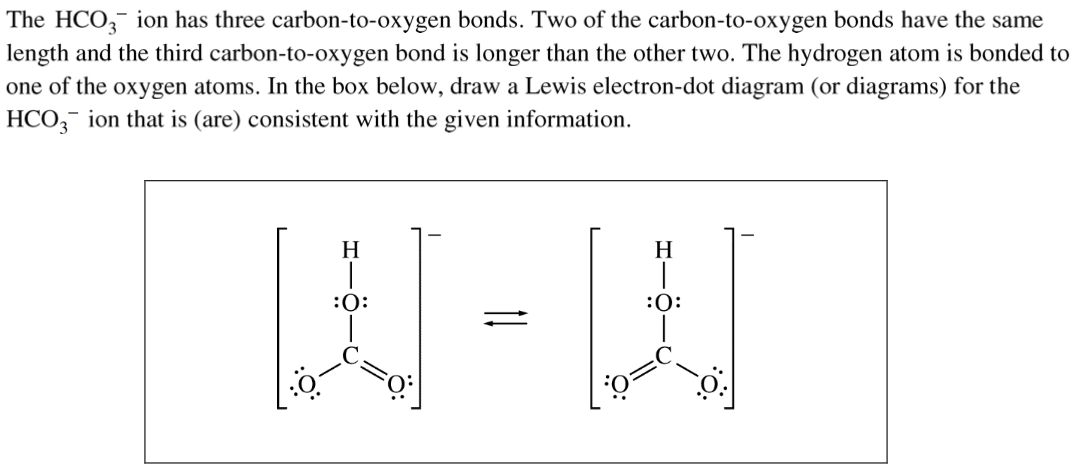 The HCO₃⁻ ion has three carbon-to-oxygen bonds. Two of the carbon-to-oxygen bonds have the same
length and the third carbon-to-oxygen bond is longer than the other two. The hydrogen atom is bonded to
one of the oxygen atoms. In the box below, draw a Lewis electron-dot diagram (or diagrams) for the
HCO₃⁻ ion that is (are) consistent with the given information.
H H
:O: :O:
C C
O O O O